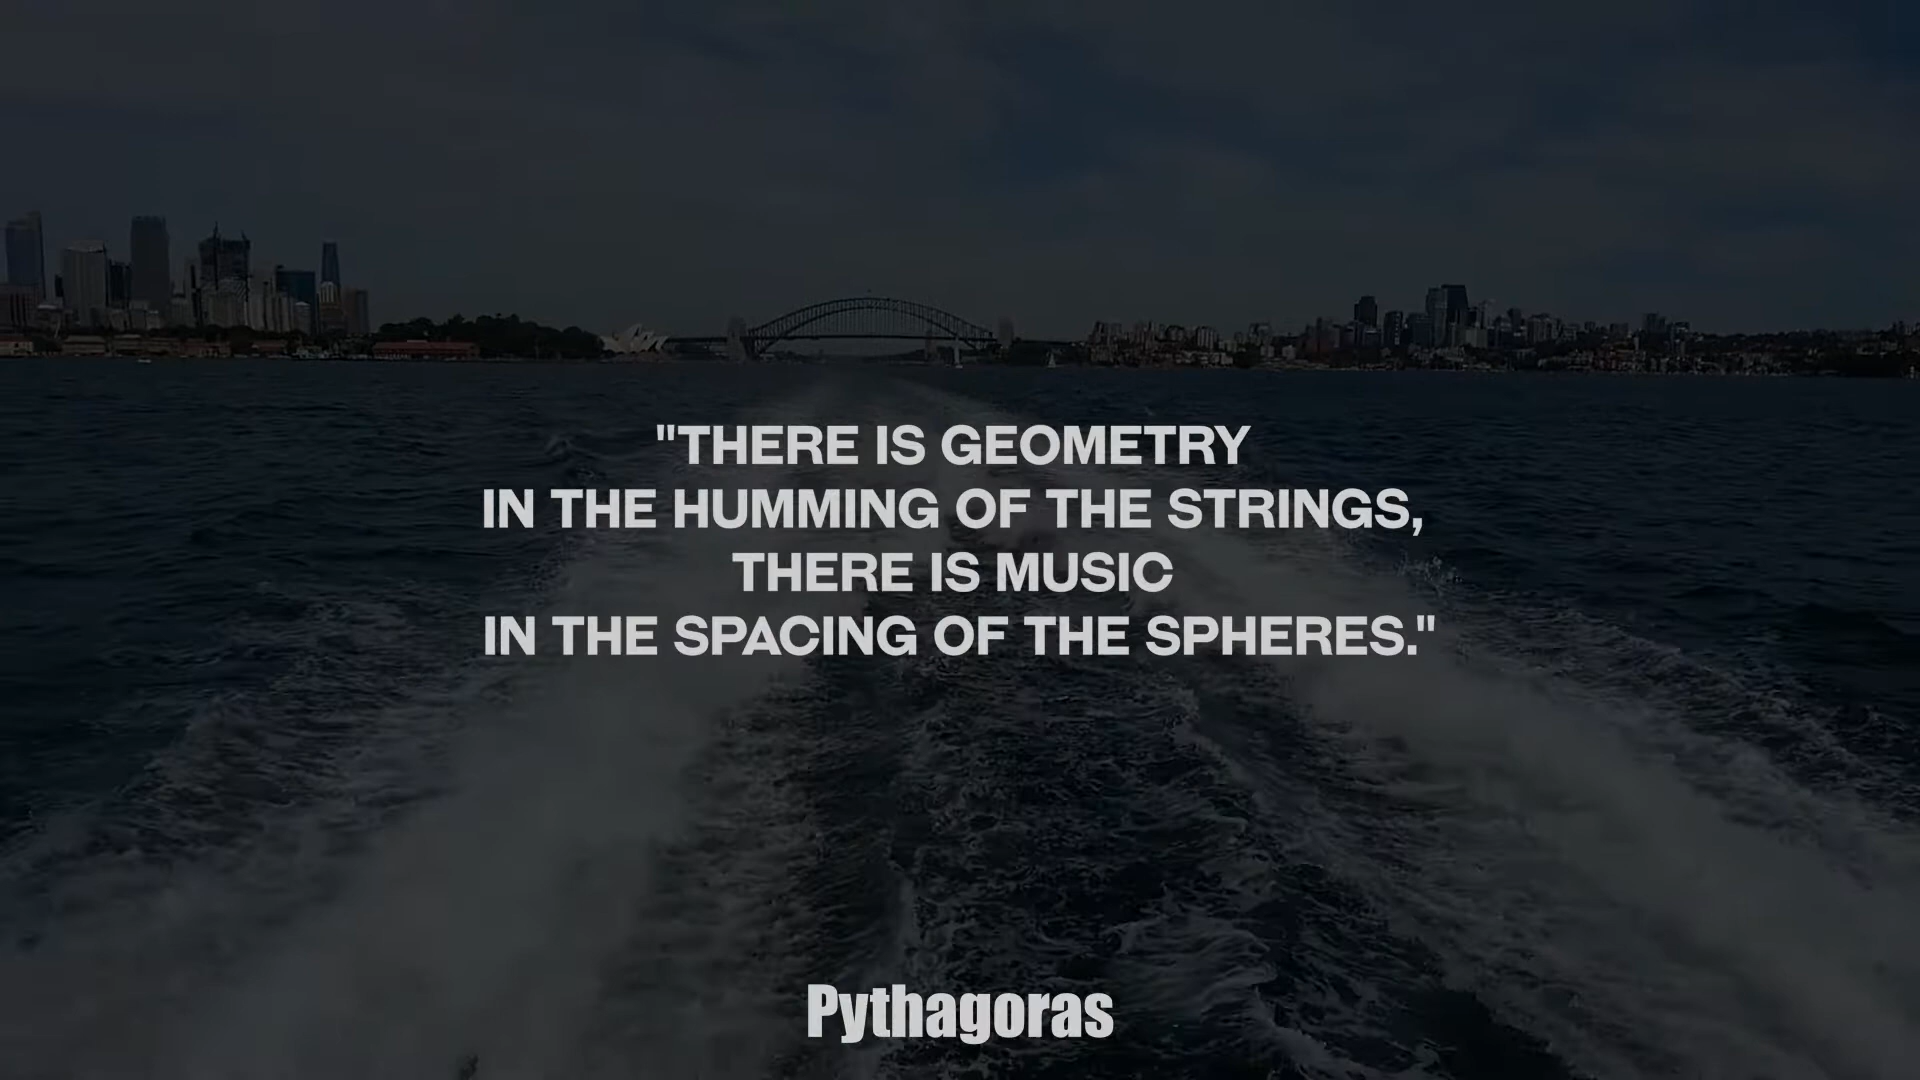 "THERE IS GEOMETRY
IN THE HUMMING OF THE STRINGS,
THERE IS MUSIC
IN THE SPACING OF THE SPHERES."
Pythagoras